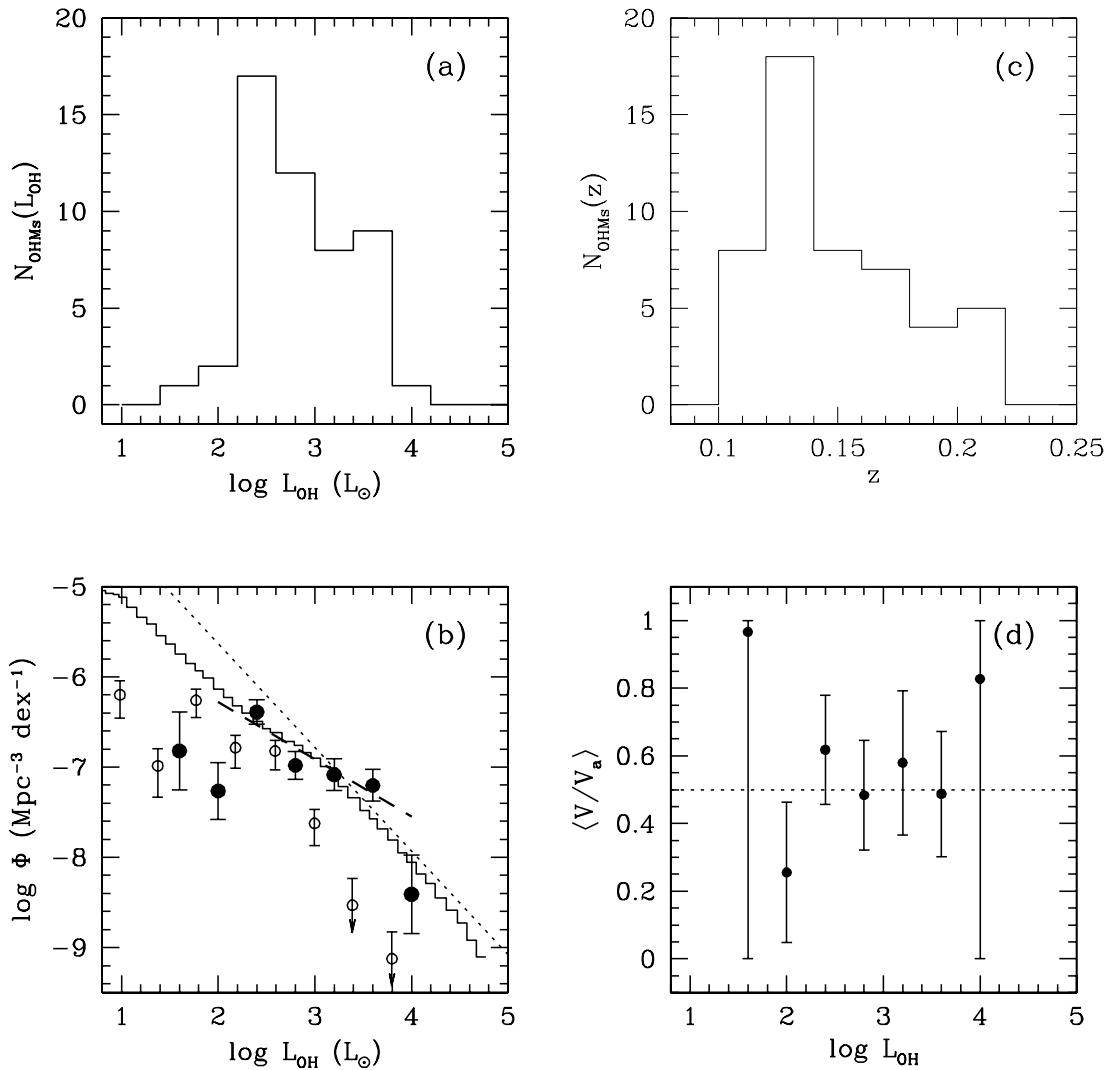 (a)
20
15
10
5
0
N_OHMs(L_OH)
1 2 3 4 5
log L_OH (L_⊙)
(c)
20
15
10
5
0
N_OHMs(z)
0.1 0.15 0.2 0.25
z
(b)
−5
−6
−7
−8
−9
log Φ (Mpc⁻³ dex⁻¹)
1 2 3 4 5
log L_OH (L_⊙)
(d)
1
0.8
0.6
0.4
0.2
0
⟨V/V_a⟩
1 2 3 4 5
log L_OH